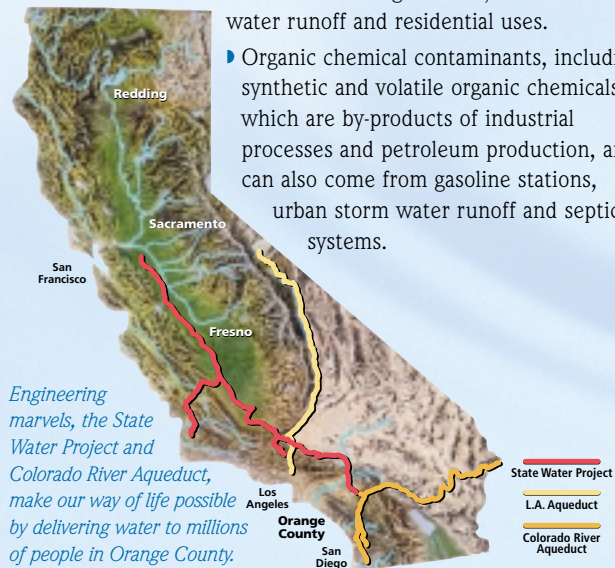 water runoff and residential uses.
◗ Organic chemical contaminants, includi
synthetic and volatile organic chemicals
which are by-products of industrial
processes and petroleum production, a
can also come from gasoline stations,
urban storm water runoff and septic
systems.
Redding
Sacramento
San
Francisco
Fresno
Engineering
marvels, the State
Water Project and
Colorado River Aqueduct,
make our way of life possible
by delivering water to millions
of people in Orange County.
Los
Angeles
Orange
County
San
Diego
State Water Project
L.A. Aqueduct
Colorado River
Aqueduct